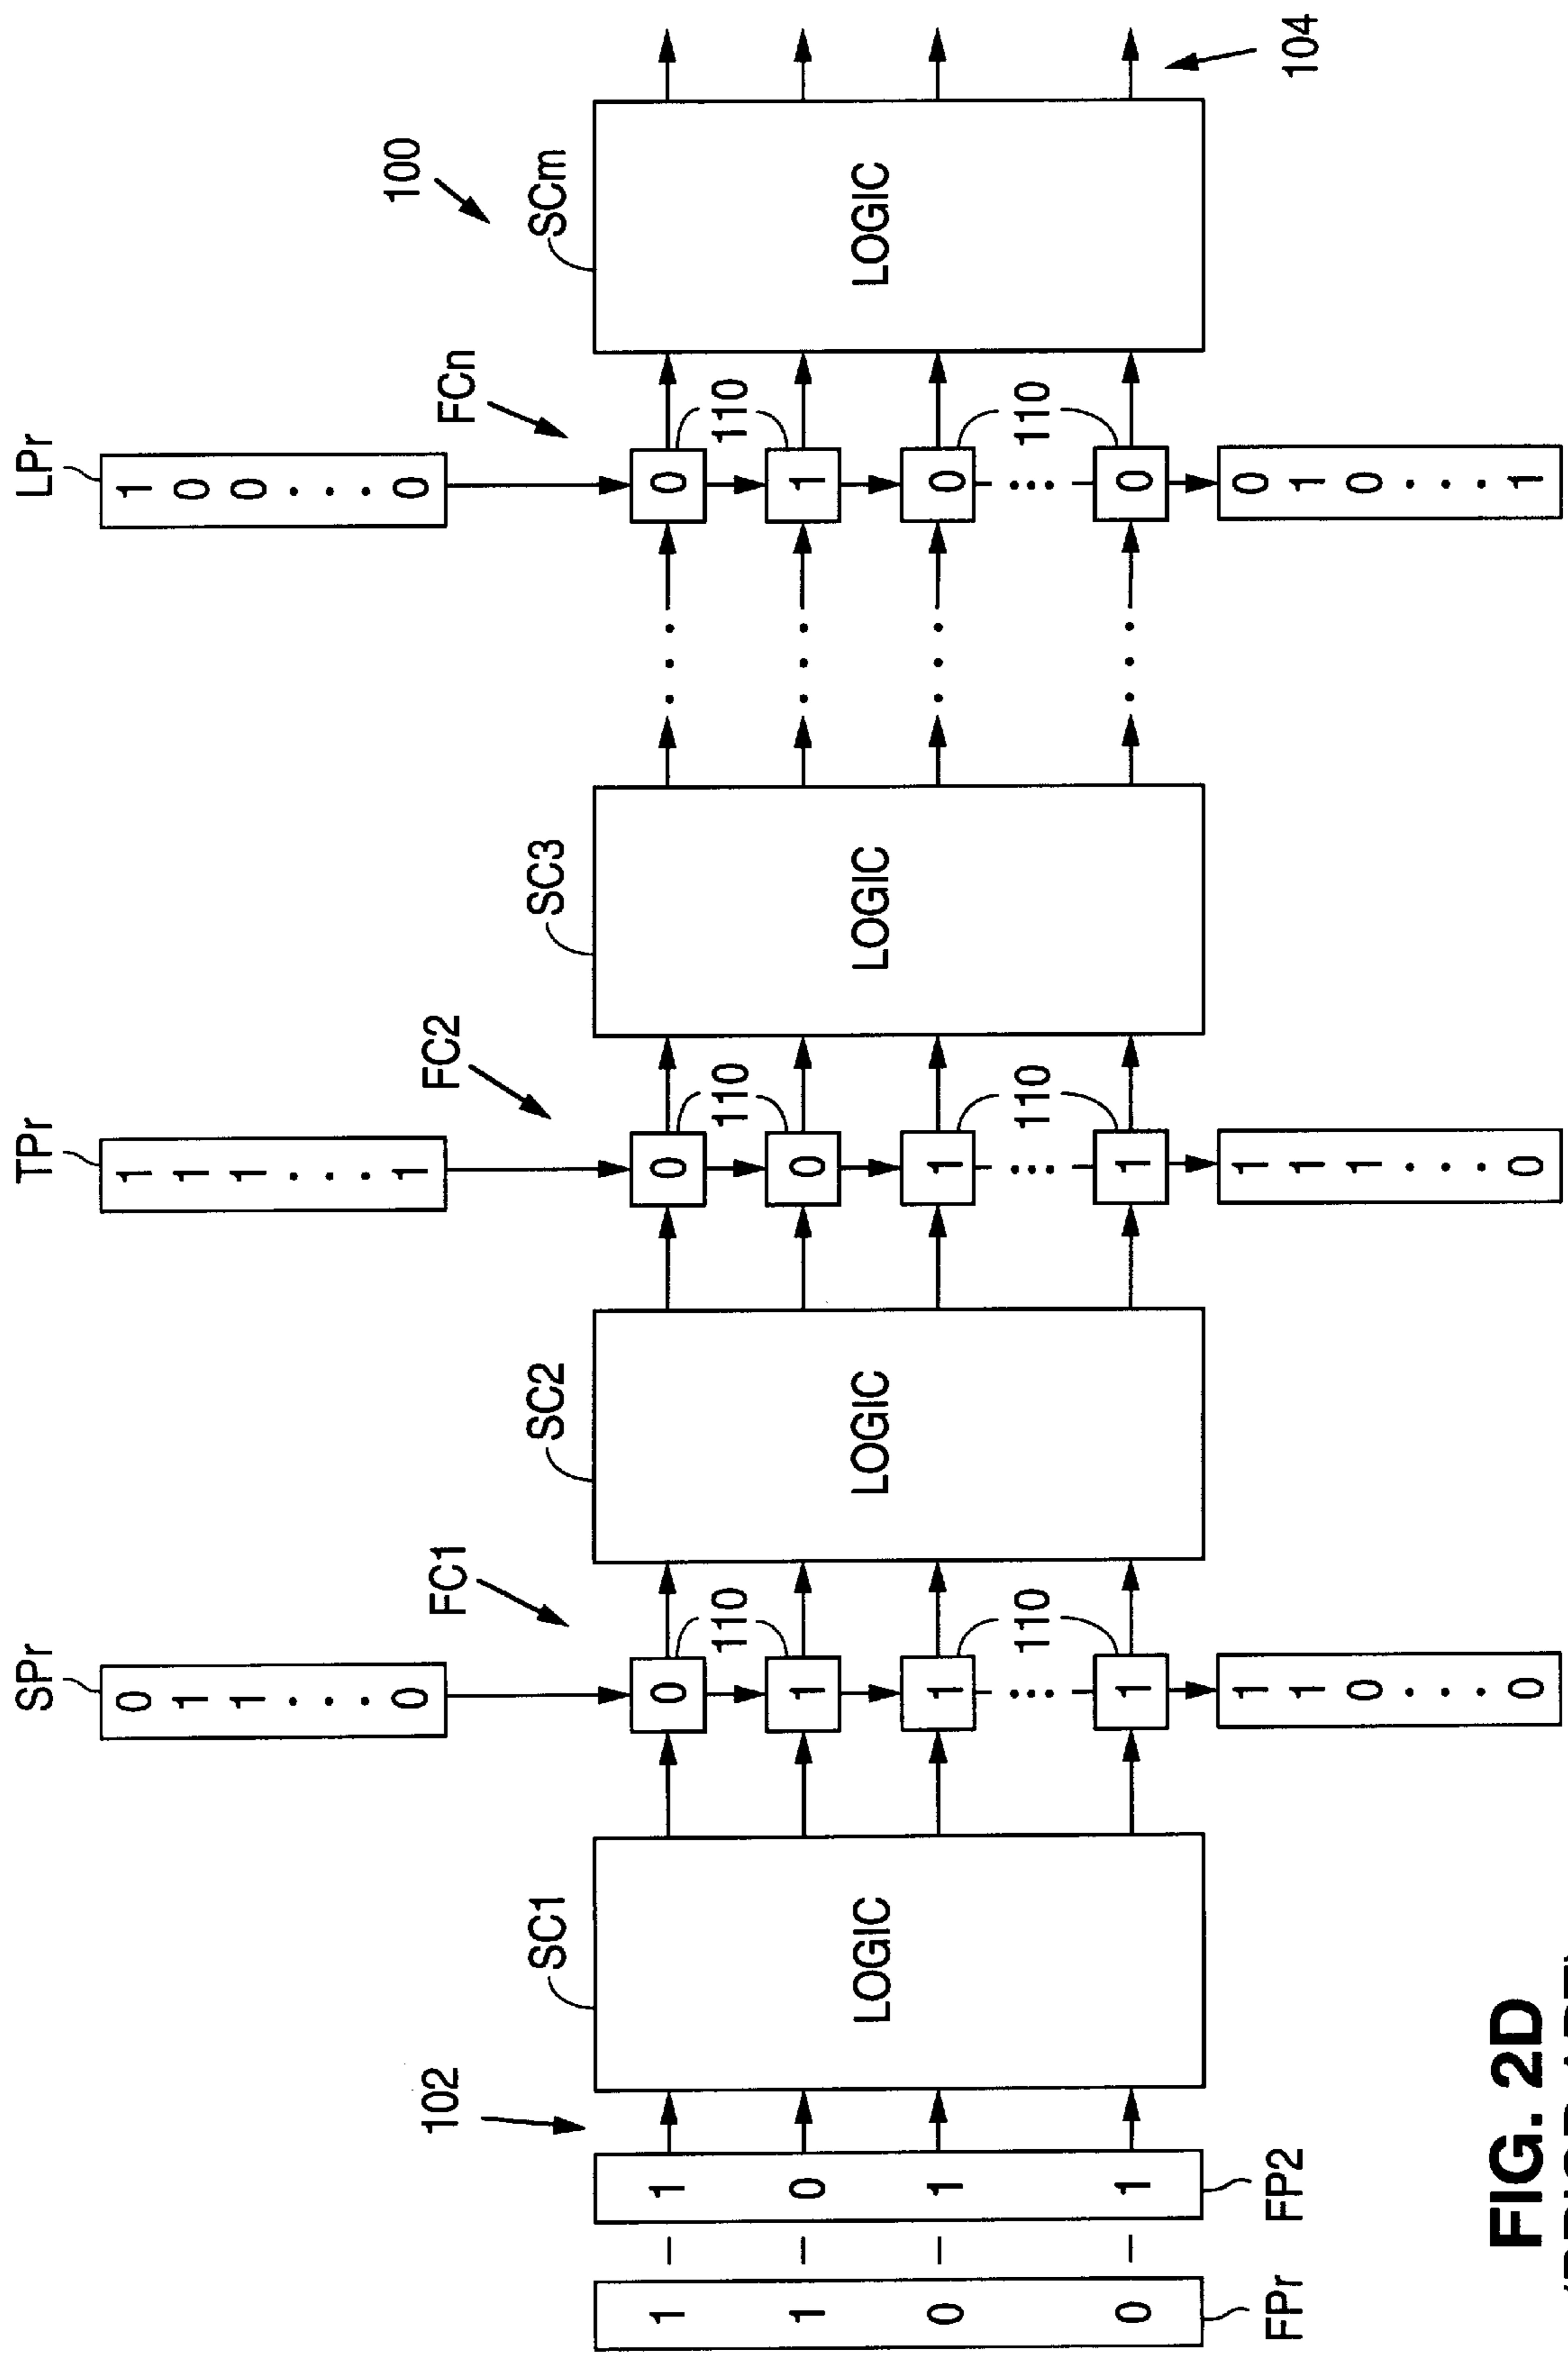 SPr TPr LPr
0 1 1
1 1 0
1 1 0
0 1 0
100
102 FC1 FC2 FCn
SC1 SC2 SC3 SCm
1 1 0 0 0
110 110 110
1 0 1 0 1
LOGIC LOGIC LOGIC LOGIC
0 1 1 1 0
110 110 110
0 1 1 1 0
1 1 0
1 1 1
0 1 0
0 0 1
FPr FP2 104
FIG. 2D